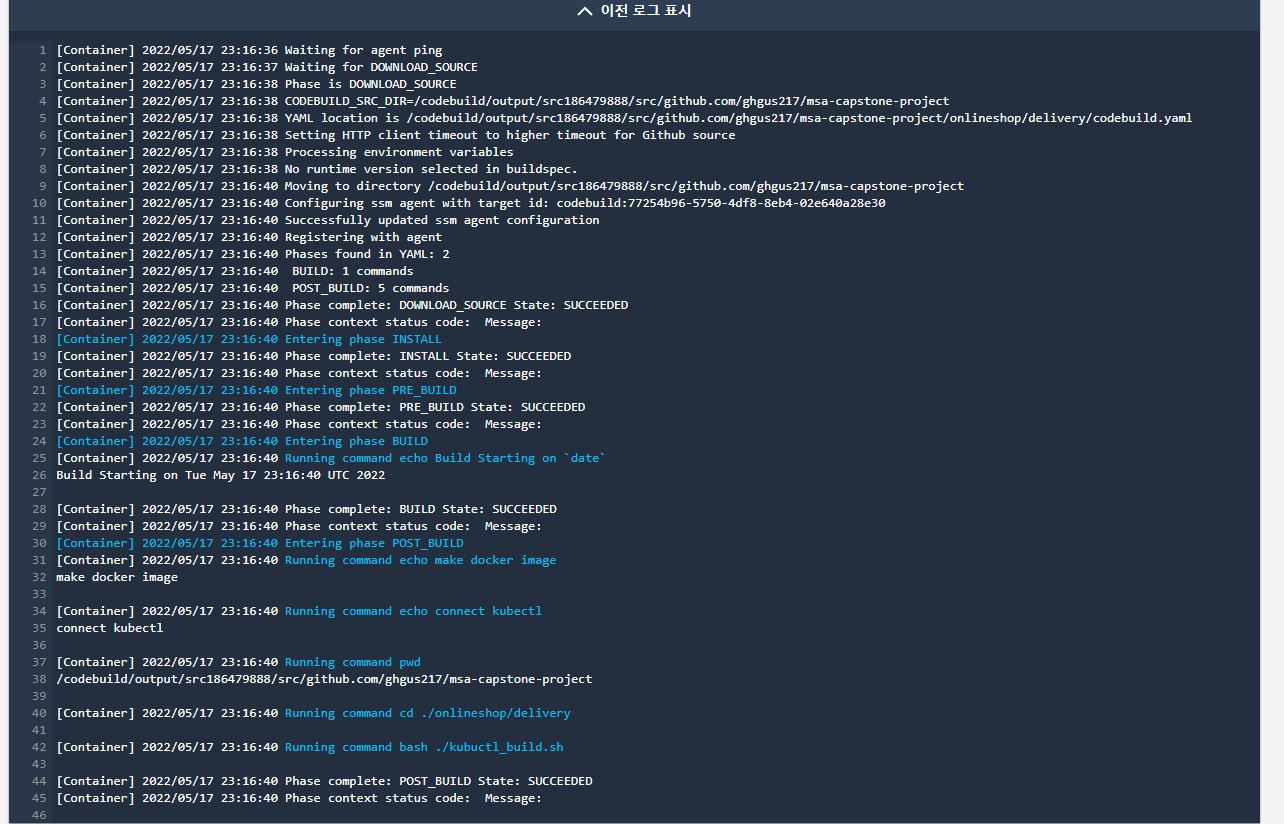 이전 로그 표시
1 [Container] 2022/05/17 23:16:36 Waiting for agent ping
2 [Container] 2022/05/17 23:16:37 Waiting for DOWNLOAD_SOURCE
3 [Container] 2022/05/17 23:16:38 Phase is DOWNLOAD_SOURCE
4 [Container] 2022/05/17 23:16:38 CODEBUILD_SRC_DIR=/codebuild/output/src186479888/src/github.com/ghgus217/msa-capstone-project
5 [Container] 2022/05/17 23:16:38 YAML location is /codebuild/output/src186479888/src/github.com/ghgus217/msa-capstone-project/onlineshop/delivery/codebuild.yaml
6 [Container] 2022/05/17 23:16:38 Setting HTTP client timeout to higher timeout for Github source
7 [Container] 2022/05/17 23:16:38 Processing environment variables
8 [Container] 2022/05/17 23:16:38 No runtime version selected in buildspec.
9 [Container] 2022/05/17 23:16:40 Moving to directory /codebuild/output/src186479888/src/github.com/ghgus217/msa-capstone-project
10 [Container] 2022/05/17 23:16:40 Configuring ssm agent with target id: codebuild:77254b96-5750-4df8-8eb4-02e640a28e30
11 [Container] 2022/05/17 23:16:40 Successfully updated ssm agent configuration
12 [Container] 2022/05/17 23:16:40 Registering with agent
13 [Container] 2022/05/17 23:16:40 Phases found in YAML: 2
14 [Container] 2022/05/17 23:16:40  BUILD: 1 commands
15 [Container] 2022/05/17 23:16:40  POST_BUILD: 5 commands
16 [Container] 2022/05/17 23:16:40 Phase complete: DOWNLOAD_SOURCE State: SUCCEEDED
17 [Container] 2022/05/17 23:16:40 Phase context status code:  Message:
18 [Container] 2022/05/17 23:16:40 Entering phase INSTALL
19 [Container] 2022/05/17 23:16:40 Phase complete: INSTALL State: SUCCEEDED
20 [Container] 2022/05/17 23:16:40 Phase context status code:  Message:
21 [Container] 2022/05/17 23:16:40 Entering phase PRE_BUILD
22 [Container] 2022/05/17 23:16:40 Phase complete: PRE_BUILD State: SUCCEEDED
23 [Container] 2022/05/17 23:16:40 Phase context status code:  Message:
24 [Container] 2022/05/17 23:16:40 Entering phase BUILD
25 [Container] 2022/05/17 23:16:40 Running command echo Build Starting on `date`
26 Build Starting on Tue May 17 23:16:40 UTC 2022
27
28 [Container] 2022/05/17 23:16:40 Phase complete: BUILD State: SUCCEEDED
29 [Container] 2022/05/17 23:16:40 Phase context status code:  Message:
30 [Container] 2022/05/17 23:16:40 Entering phase POST_BUILD
31 [Container] 2022/05/17 23:16:40 Running command echo make docker image
32 make docker image
33
34 [Container] 2022/05/17 23:16:40 Running command echo connect kubectl
35 connect kubectl
36
37 [Container] 2022/05/17 23:16:40 Running command pwd
38 /codebuild/output/src186479888/src/github.com/ghgus217/msa-capstone-project
39
40 [Container] 2022/05/17 23:16:40 Running command cd ./onlineshop/delivery
41
42 [Container] 2022/05/17 23:16:40 Running command bash ./kubuctl_build.sh
43
44 [Container] 2022/05/17 23:16:40 Phase complete: POST_BUILD State: SUCCEEDED
45 [Container] 2022/05/17 23:16:40 Phase context status code:  Message:
46